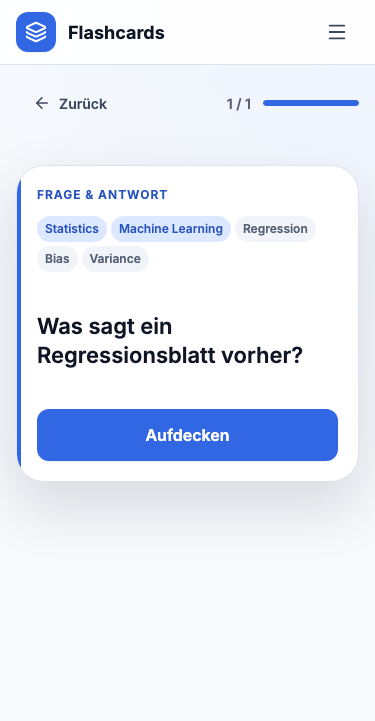 Flashcards
Zurück
1 / 1
FRAGE & ANTWORT
Statistics
Machine Learning
Regression
Bias
Variance
Was sagt ein
Regressionsblatt vorher?
Aufdecken